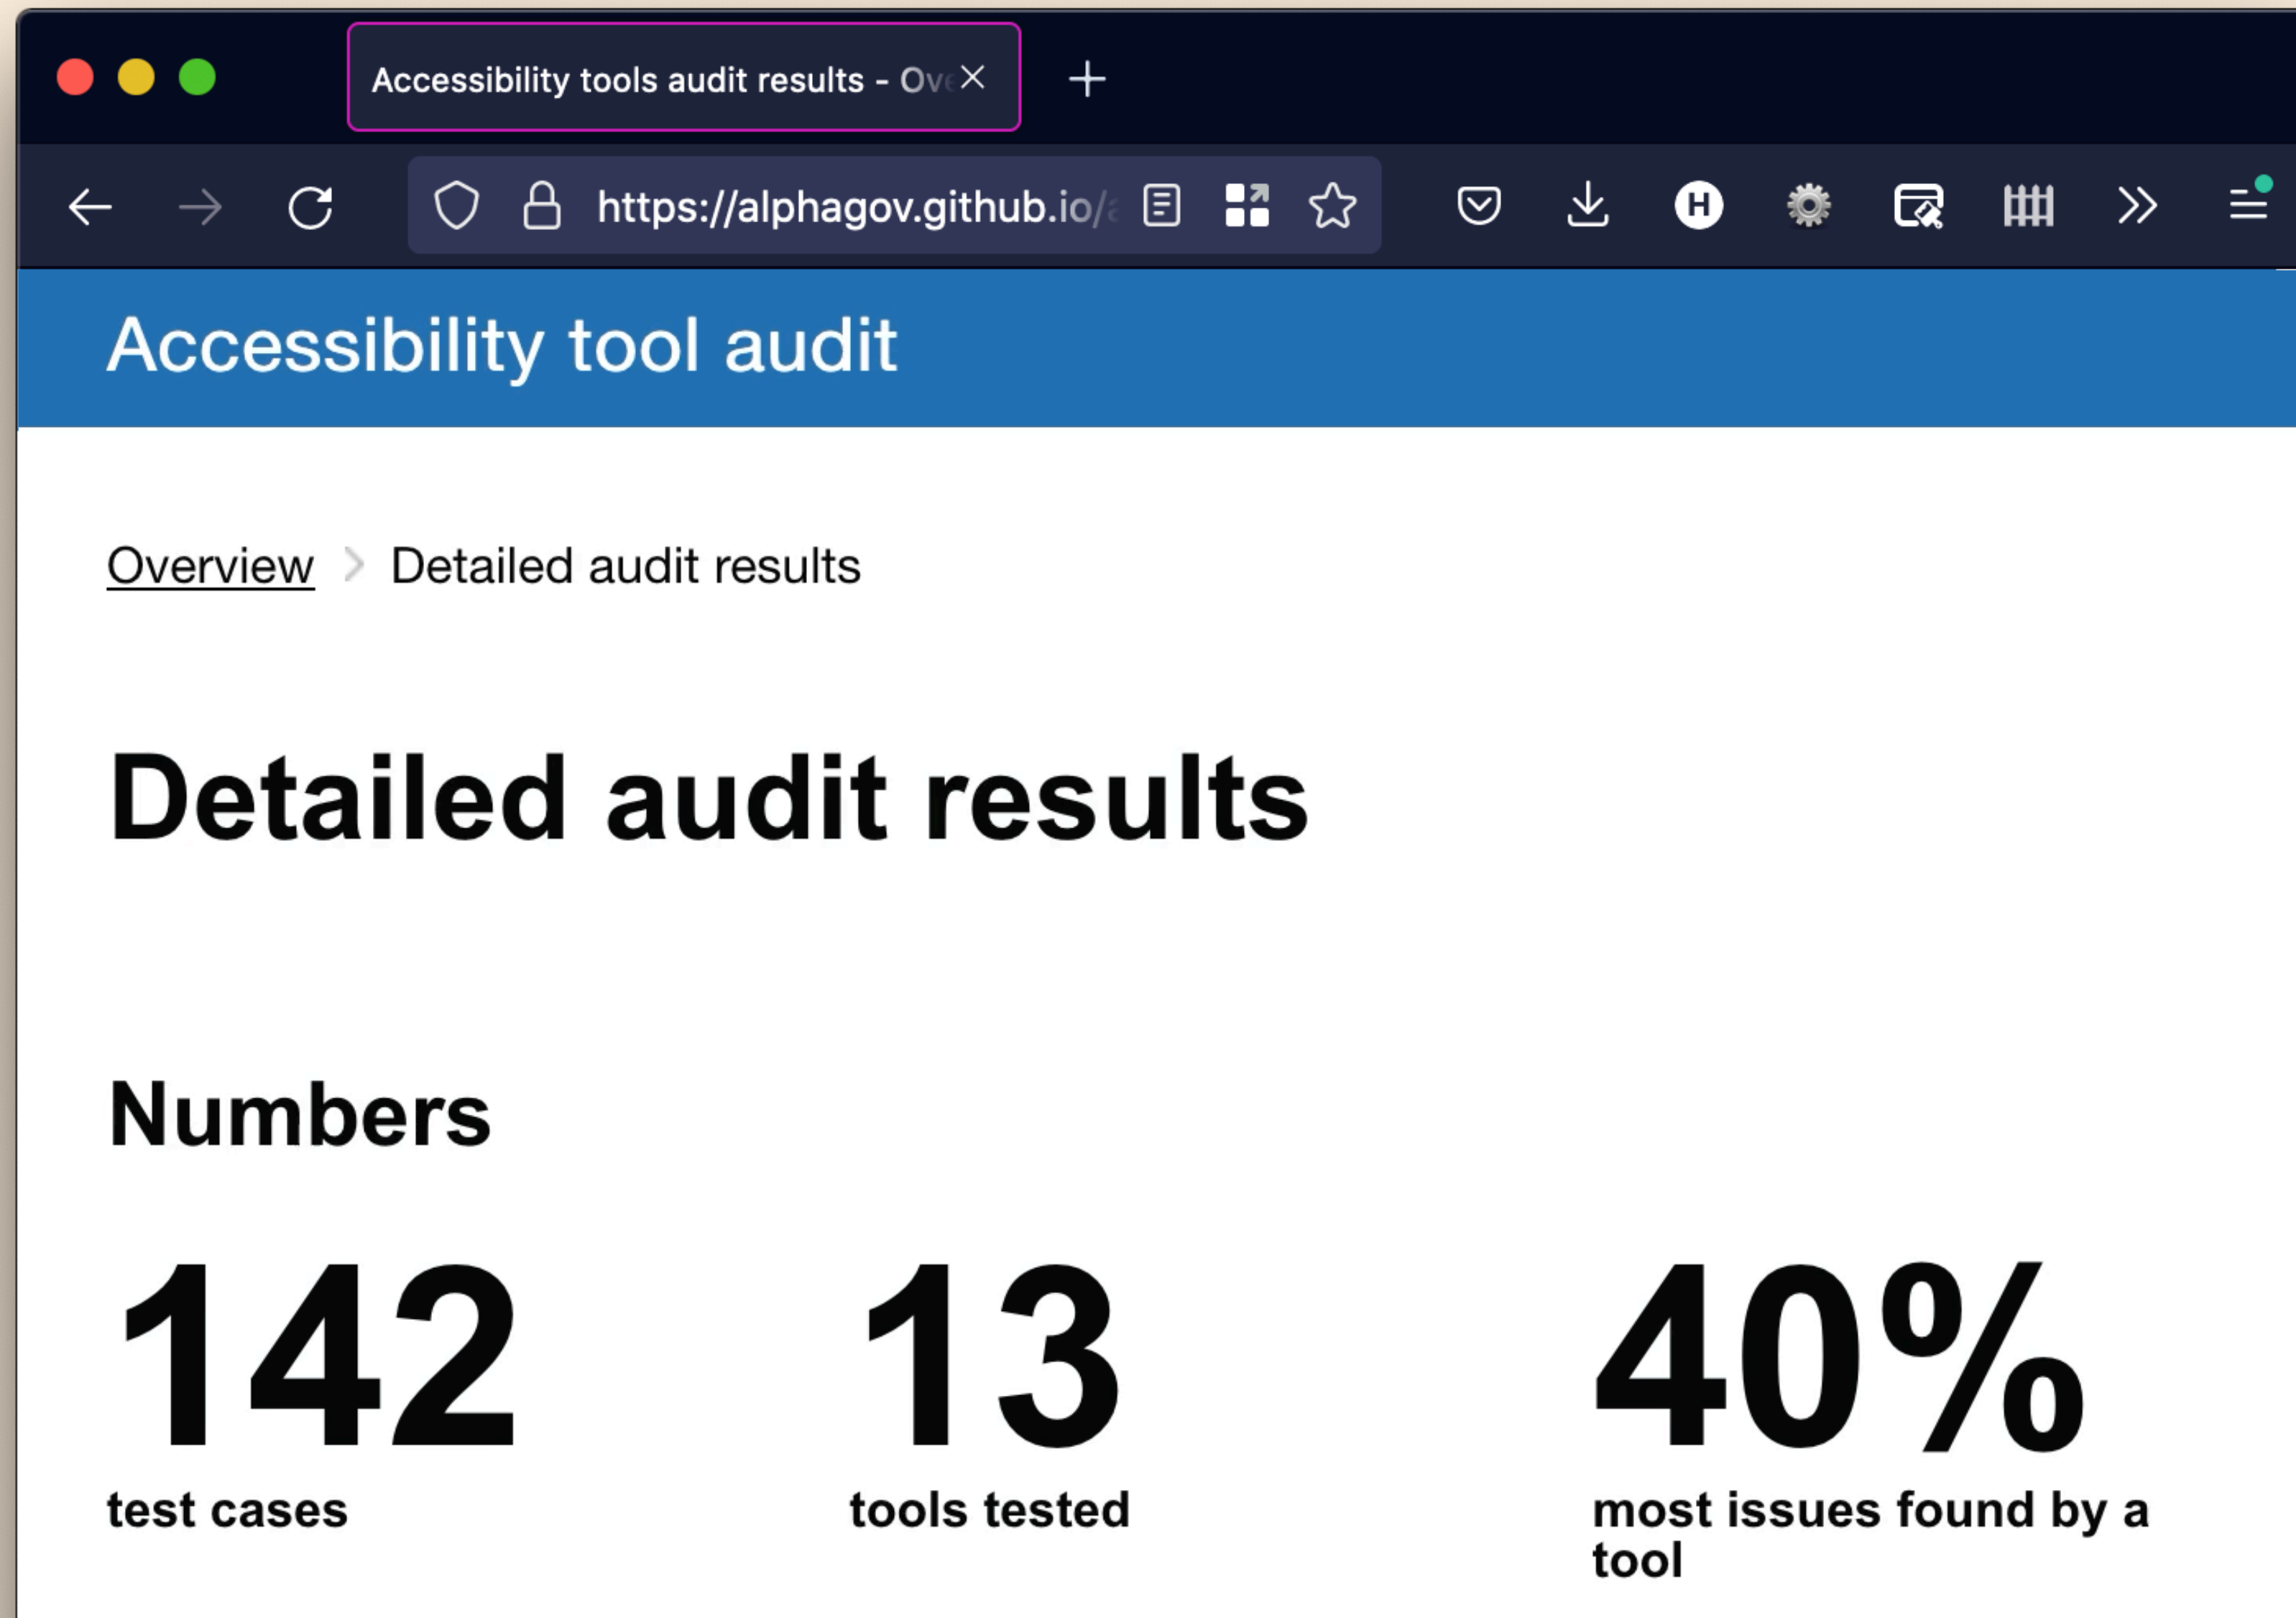 Accessibility tools audit results - Ove
https://alphagov.github.io/a
H
Accessibility tool audit
Overview
Detailed audit results
Detailed audit results
Numbers
142
test cases
13
tools tested
40%
most issues found by a
tool